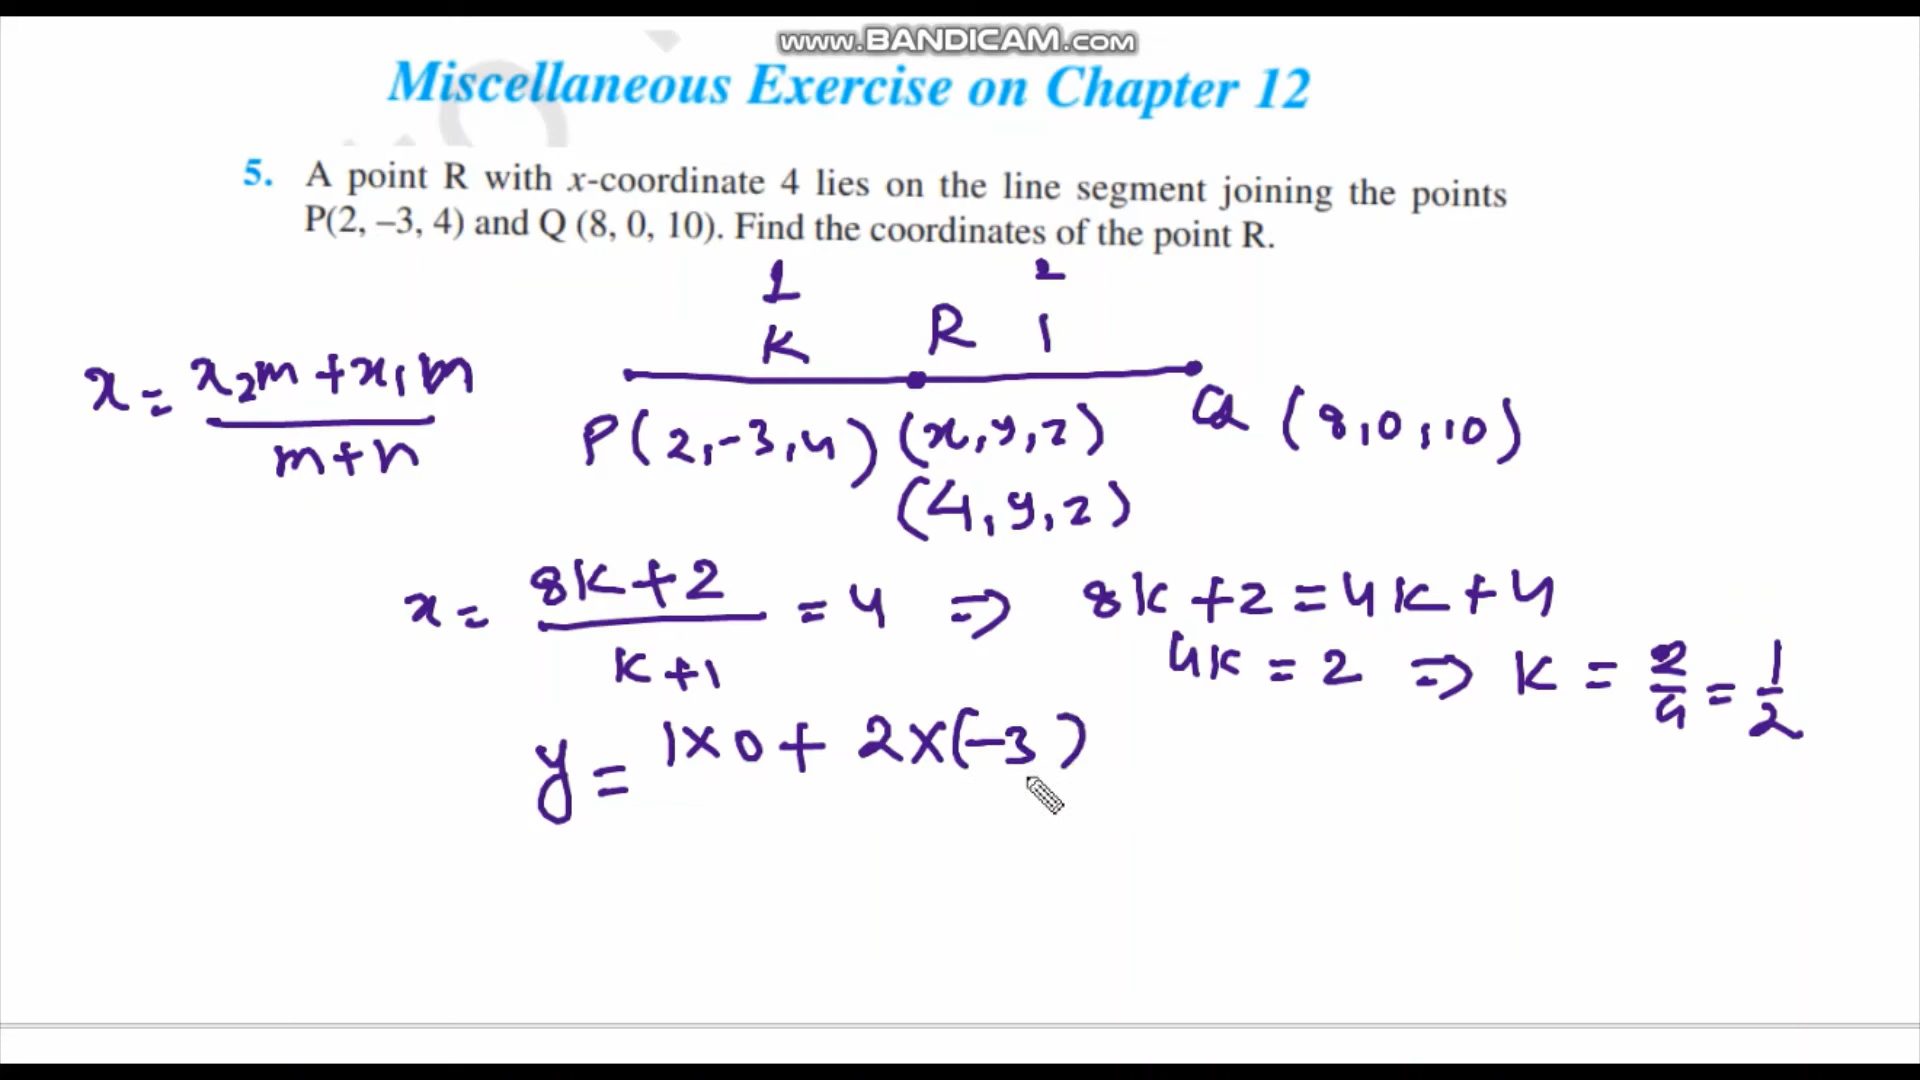 www.BANDICAM.com
Miscellaneous Exercise on Chapter 12
5. A point R with x-coordinate 4 lies on the line segment joining the points
P(2, –3, 4) and Q (8, 0, 10). Find the coordinates of the point R.
1 2
K R 1
x = x₂m + x₁m / m+n
P(2,-3,4) (x,y,z) Q (8,0,10)
(4,y,z)
x = 8K+2 / K+1 = 4 ⇒ 8K+2 = 4K+4
4K = 2 ⇒ K = 2/4 = 1/2
y = 1×0 + 2×(-3)